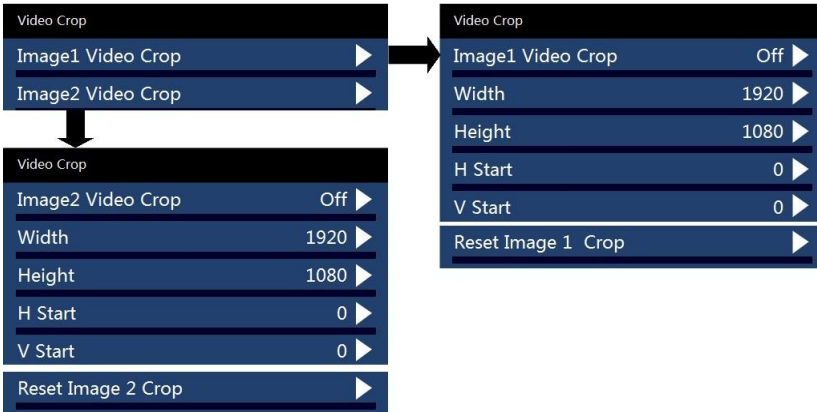 Video Crop
Image1 Video Crop
Image2 Video Crop
Video Crop
Image1 Video Crop Off
Width 1920
Height 1080
H Start 0
V Start 0
Reset Image 1 Crop
Video Crop
Image2 Video Crop Off
Width 1920
Height 1080
H Start 0
V Start 0
Reset Image 2 Crop